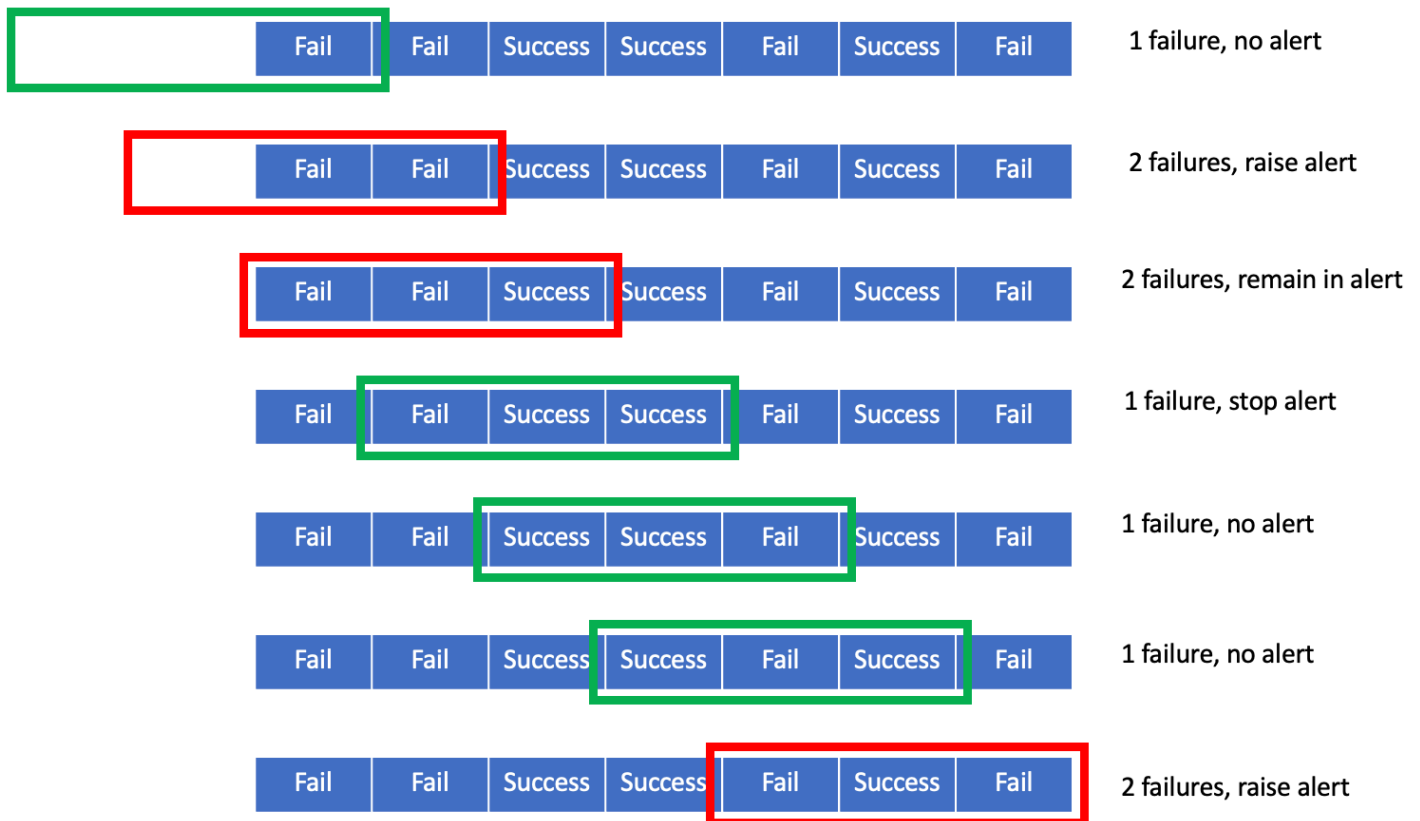 Fail Fail Success Success Fail Success Fail 1 failure, no alert
Fail Fail Success Success Fail Success Fail 2 failures, raise alert
Fail Fail Success Success Fail Success Fail 2 failures, remain in alert
Fail Fail Success Success Fail Success Fail 1 failure, stop alert
Fail Fail Success Success Fail Success Fail 1 failure, no alert
Fail Fail Success Success Fail Success Fail 1 failure, no alert
Fail Fail Success Success Fail Success Fail 2 failures, raise alert